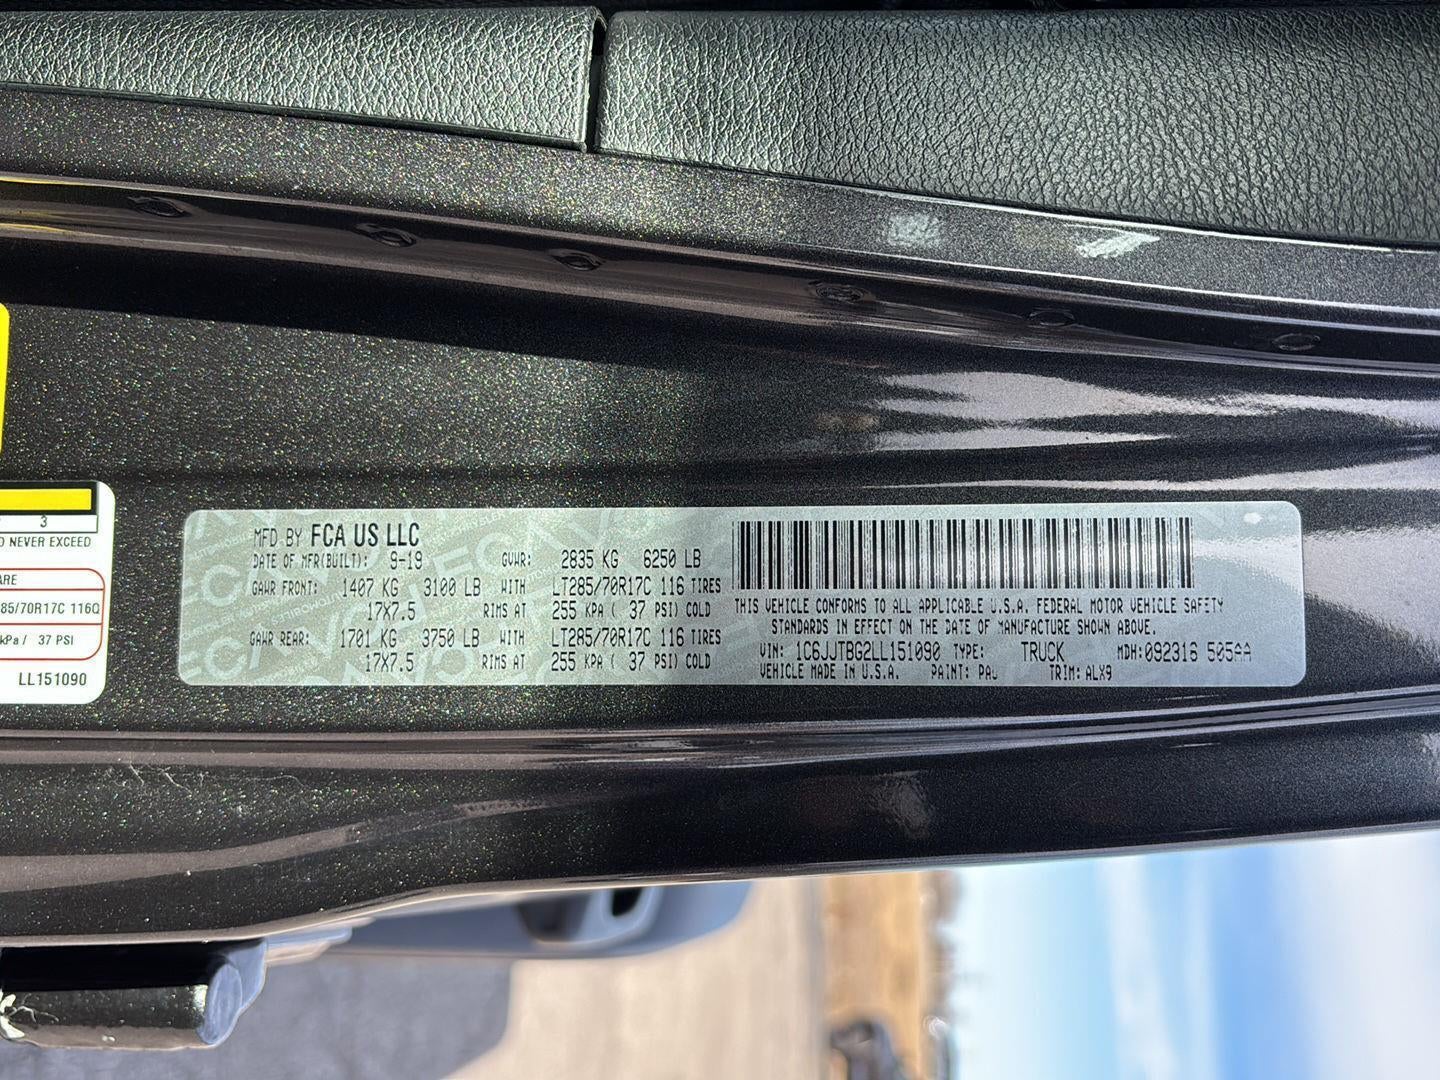 3
D NEVER EXCEED
ARE
85/70R17C 116Q
kPa / 37 PSI
LL151090
MFD BY FCA US LLC
DATE OF MFR(BUILT): 9-19 GVWR: 2835 KG 6250 LB
GAWR FRONT: 1407 KG 3100 LB WITH LT285/70R17C 116 TIRES
17X7.5 RIMS AT 255 KPA ( 37 PSI) COLD
GAWR REAR: 1701 KG 3750 LB WITH LT285/70R17C 116 TIRES
17X7.5 RIMS AT 255 KPA ( 37 PSI) COLD
THIS VEHICLE CONFORMS TO ALL APPLICABLE U.S.A. FEDERAL MOTOR VEHICLE SAFETY
STANDARDS IN EFFECT ON THE DATE OF MANUFACTURE SHOWN ABOVE.
VIN: 1C6JJTBG2LL151090 TYPE: TRUCK MDH: 092316 505AA
VEHICLE MADE IN U.S.A. PAINT: PAU TRIM: ALX9